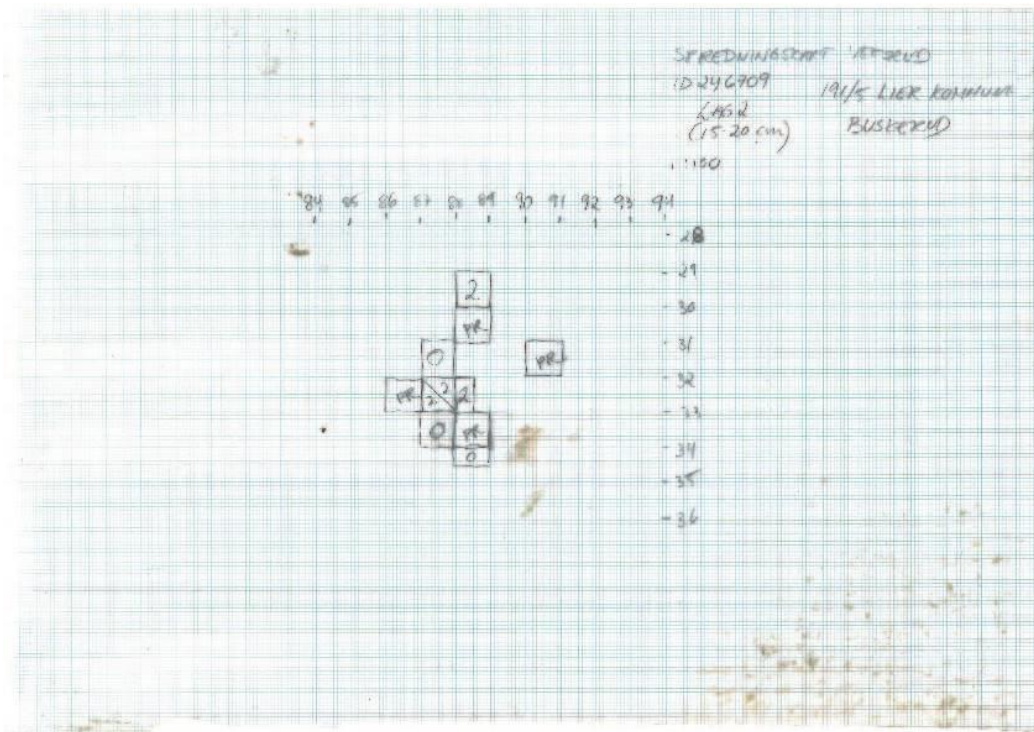 SPREDNINGSKART
ID 246709 191/5 LIER KOMMUNE
LAG 2
(15-20 cm) BUSKERUD
1:100
84 85 86 87 88 89 90 91 92 93 94
- 28
- 29
2
- 30
PR
- 31
0 PR
- 32
PR 2 2 2
- 33
0 PR
- 34
0
- 35
- 36